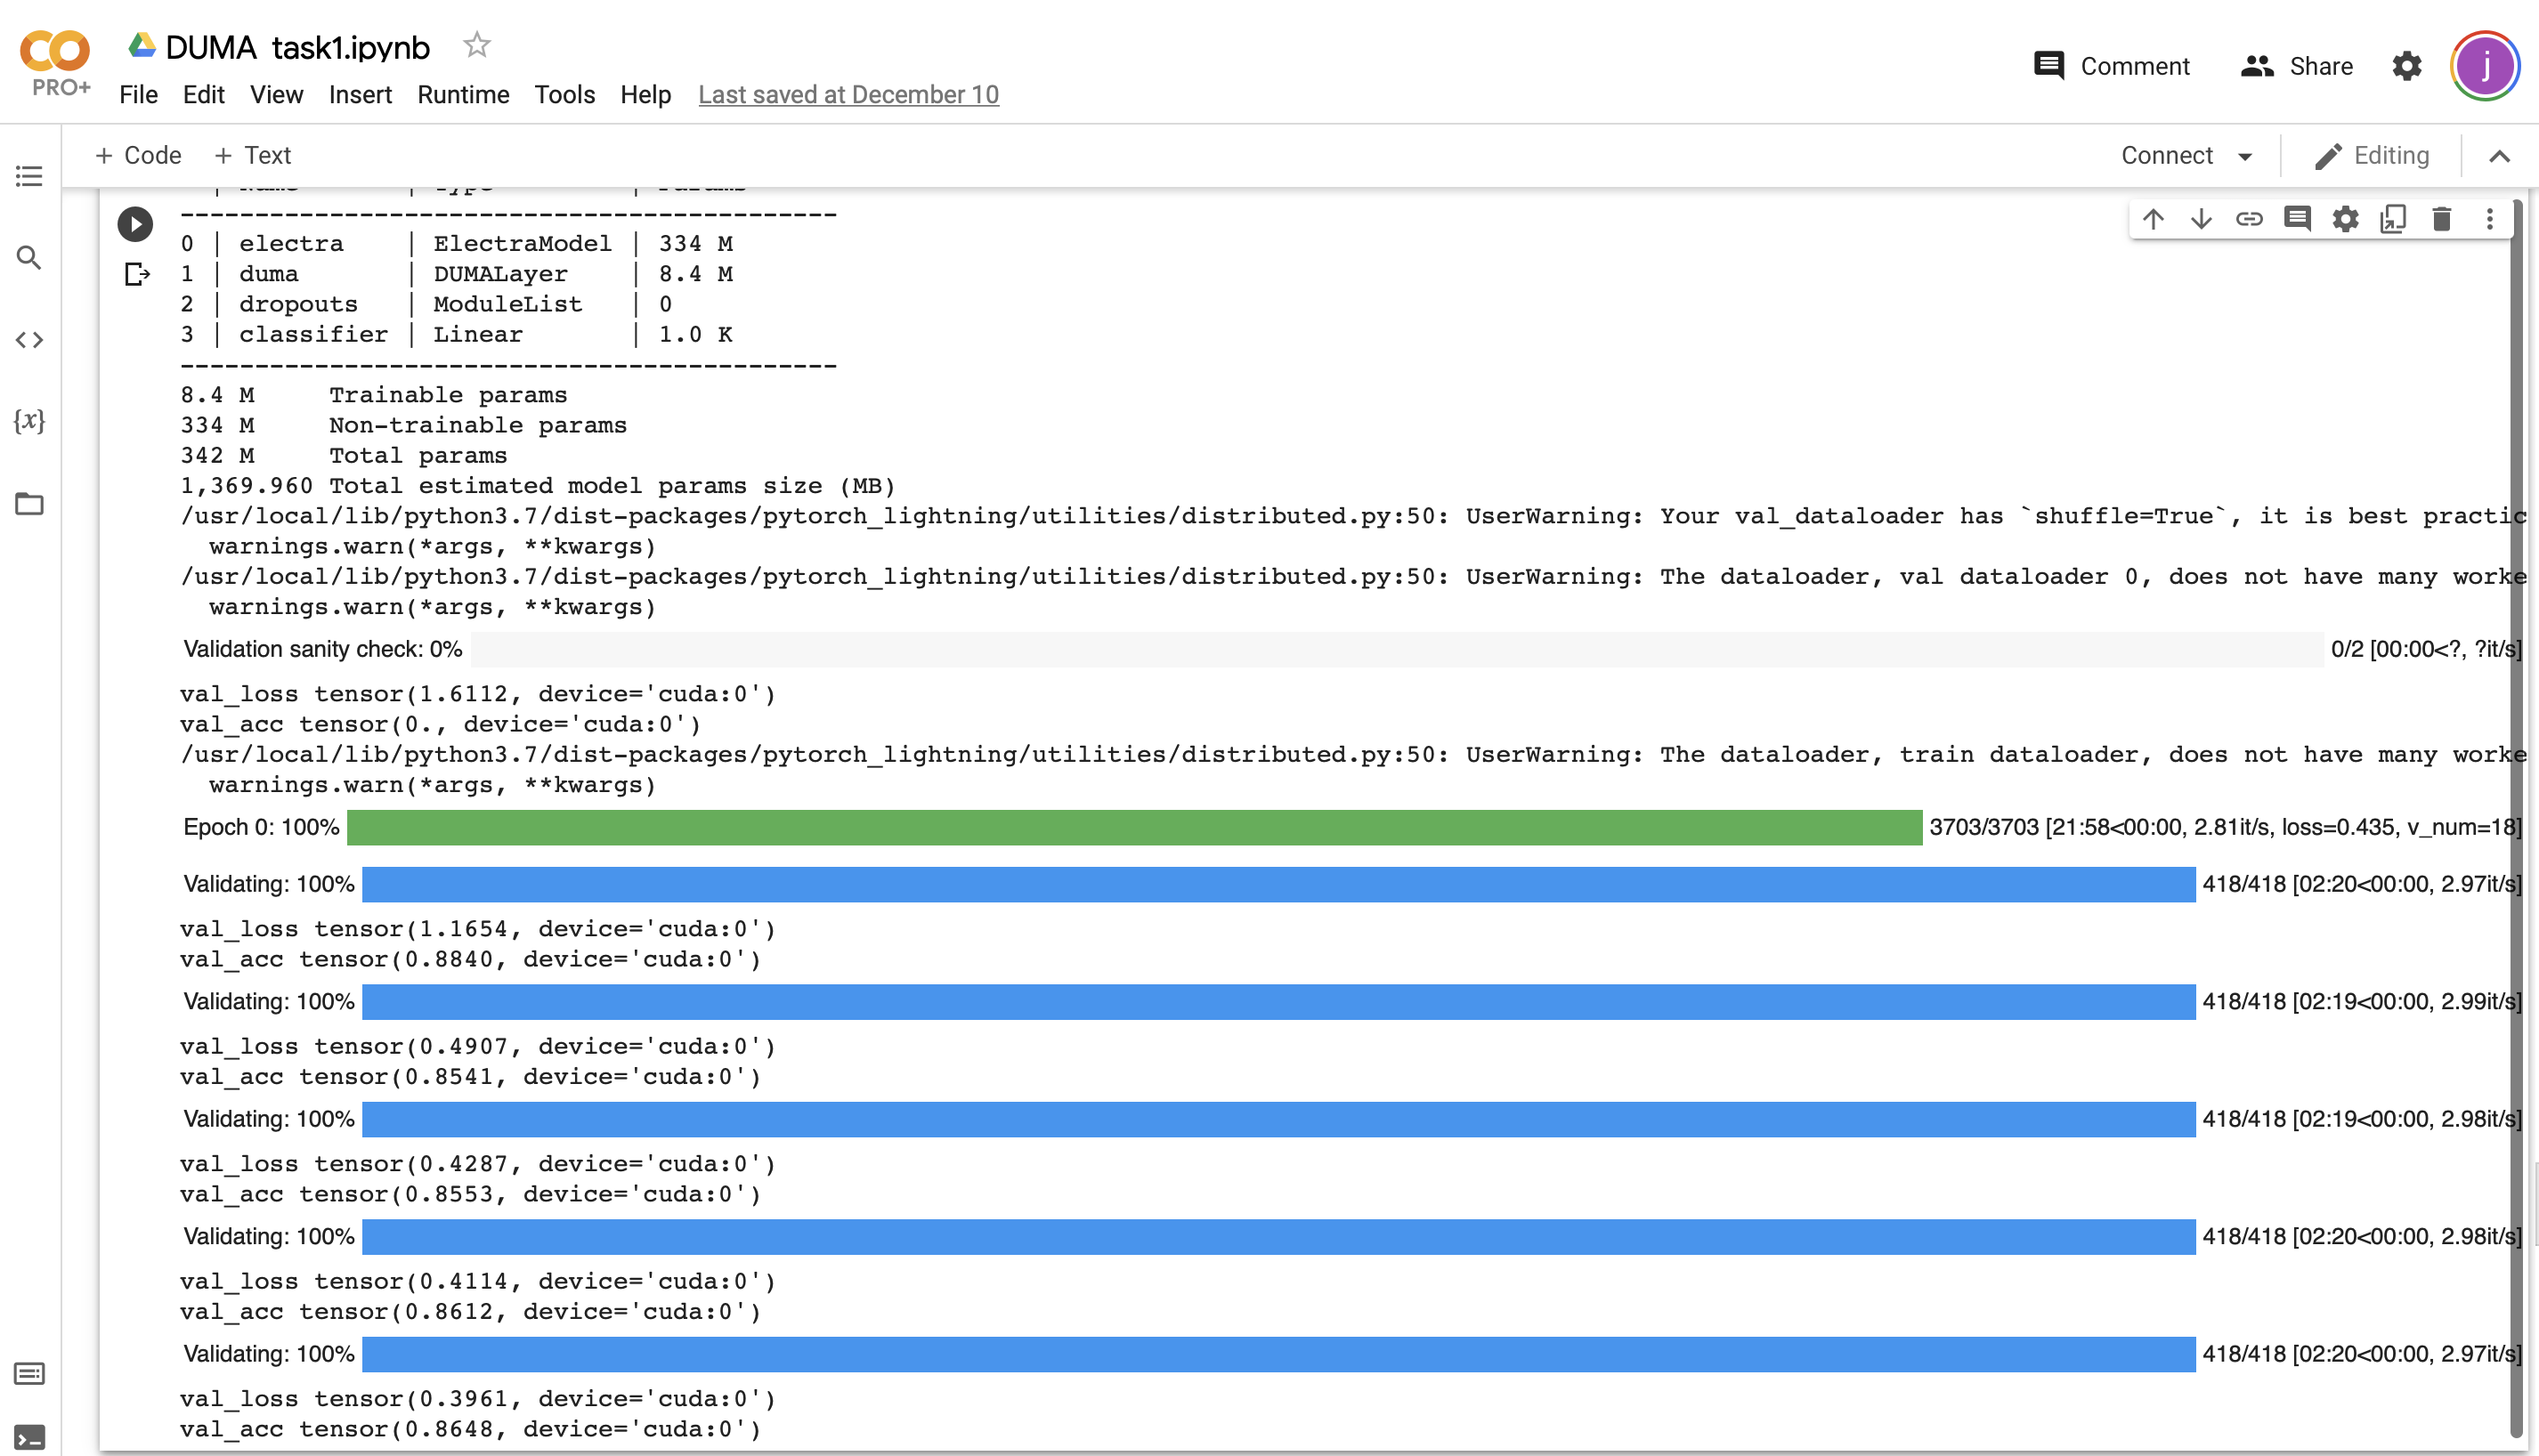 DUMA task1.ipynb
PRO+
File Edit View Insert Runtime Tools Help Last saved at December 10
Comment Share j
+ Code + Text
Connect Editing
{x}
| Name | Type | Params
-------------------------------------------
0 | electra | ElectraModel | 334 M
1 | duma | DUMALayer | 8.4 M
2 | dropouts | ModuleList | 0
3 | classifier | Linear | 1.0 K
-------------------------------------------
8.4 M Trainable params
334 M Non-trainable params
342 M Total params
1,369.960 Total estimated model params size (MB)
/usr/local/lib/python3.7/dist-packages/pytorch_lightning/utilities/distributed.py:50: UserWarning: Your val_dataloader has `shuffle=True`, it is best practic
warnings.warn(*args, **kwargs)
/usr/local/lib/python3.7/dist-packages/pytorch_lightning/utilities/distributed.py:50: UserWarning: The dataloader, val dataloader 0, does not have many worke
warnings.warn(*args, **kwargs)
Validation sanity check: 0% 0/2 [00:00<?, ?it/s]
val_loss tensor(1.6112, device='cuda:0')
val_acc tensor(0., device='cuda:0')
/usr/local/lib/python3.7/dist-packages/pytorch_lightning/utilities/distributed.py:50: UserWarning: The dataloader, train dataloader, does not have many worke
warnings.warn(*args, **kwargs)
Epoch 0: 100% 3703/3703 [21:58<00:00, 2.81it/s, loss=0.435, v_num=18]
Validating: 100% 418/418 [02:20<00:00, 2.97it/s]
val_loss tensor(1.1654, device='cuda:0')
val_acc tensor(0.8840, device='cuda:0')
Validating: 100% 418/418 [02:19<00:00, 2.99it/s]
val_loss tensor(0.4907, device='cuda:0')
val_acc tensor(0.8541, device='cuda:0')
Validating: 100% 418/418 [02:19<00:00, 2.98it/s]
val_loss tensor(0.4287, device='cuda:0')
val_acc tensor(0.8553, device='cuda:0')
Validating: 100% 418/418 [02:20<00:00, 2.98it/s]
val_loss tensor(0.4114, device='cuda:0')
val_acc tensor(0.8612, device='cuda:0')
Validating: 100% 418/418 [02:20<00:00, 2.97it/s]
val_loss tensor(0.3961, device='cuda:0')
val_acc tensor(0.8648, device='cuda:0')